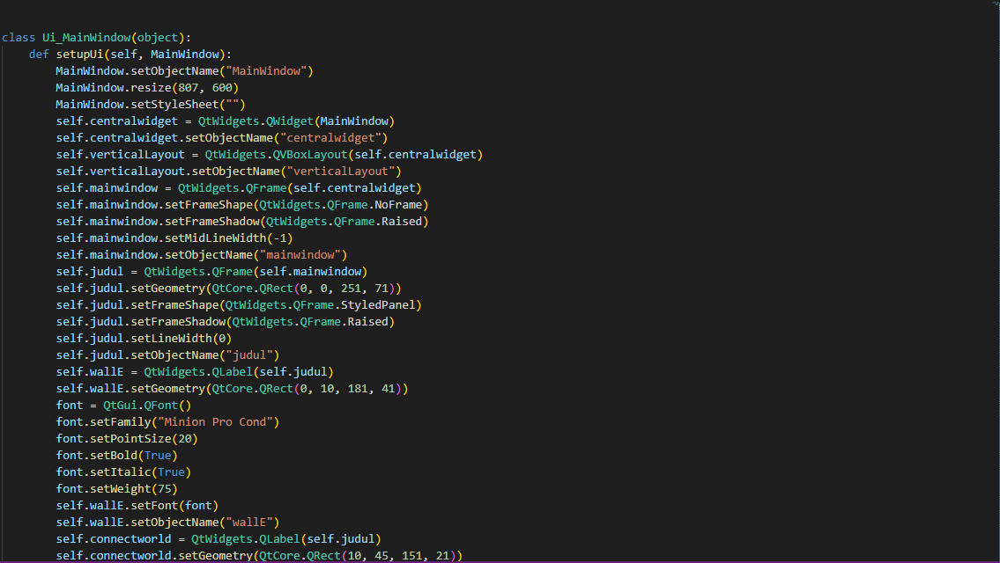 class Ui_MainWindow(object):
    def setupUi(self, MainWindow):
        MainWindow.setObjectName("MainWindow")
        MainWindow.resize(807, 600)
        MainWindow.setStyleSheet("")
        self.centralwidget = QtWidgets.QWidget(MainWindow)
        self.centralwidget.setObjectName("centralwidget")
        self.verticalLayout = QtWidgets.QVBoxLayout(self.centralwidget)
        self.verticalLayout.setObjectName("verticalLayout")
        self.mainwindow = QtWidgets.QFrame(self.centralwidget)
        self.mainwindow.setFrameShape(QtWidgets.QFrame.NoFrame)
        self.mainwindow.setFrameShadow(QtWidgets.QFrame.Raised)
        self.mainwindow.setMidLineWidth(-1)
        self.mainwindow.setObjectName("mainwindow")
        self.judul = QtWidgets.QFrame(self.mainwindow)
        self.judul.setGeometry(QtCore.QRect(0, 0, 251, 71))
        self.judul.setFrameShape(QtWidgets.QFrame.StyledPanel)
        self.judul.setFrameShadow(QtWidgets.QFrame.Raised)
        self.judul.setLineWidth(0)
        self.judul.setObjectName("judul")
        self.wallE = QtWidgets.QLabel(self.judul)
        self.wallE.setGeometry(QtCore.QRect(0, 10, 181, 41))
        font = QtGui.QFont()
        font.setFamily("Minion Pro Cond")
        font.setPointSize(20)
        font.setBold(True)
        font.setItalic(True)
        font.setWeight(75)
        self.wallE.setFont(font)
        self.wallE.setObjectName("wallE")
        self.connectworld = QtWidgets.QLabel(self.judul)
        self.connectworld.setGeometry(QtCore.QRect(10, 45, 151, 21))